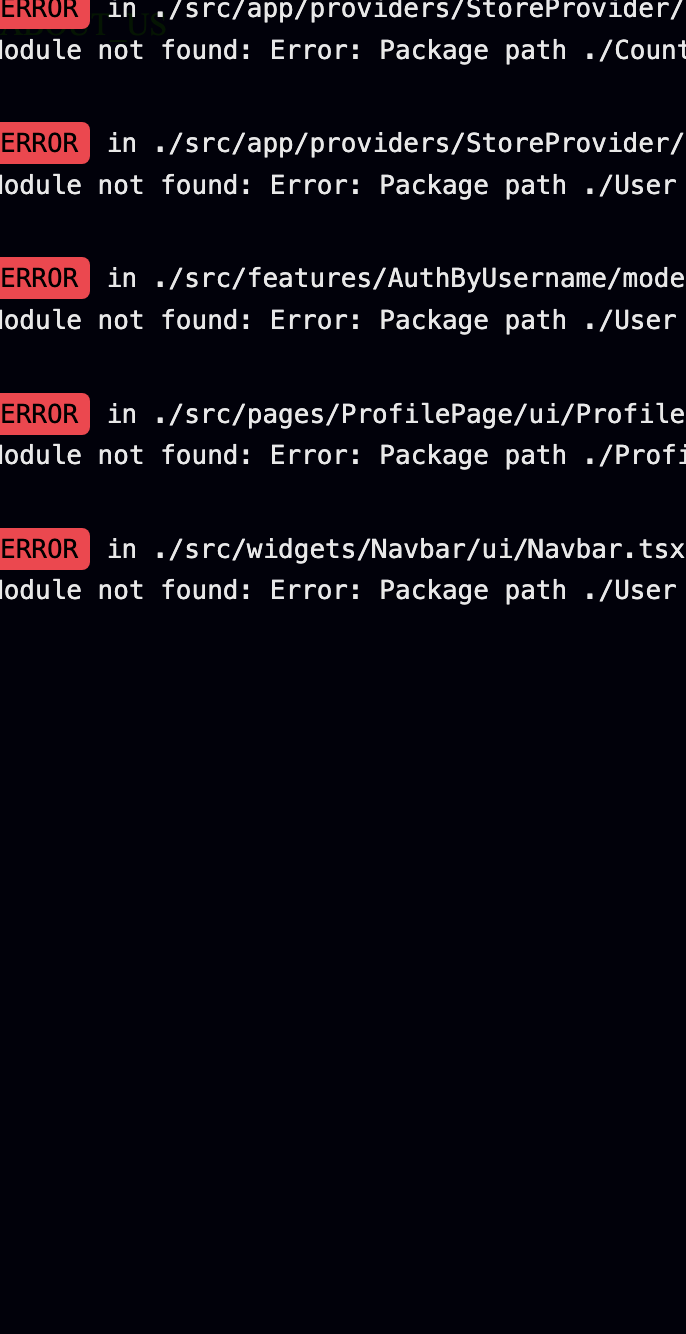 ERROR in ./src/app/providers/StoreProvider/
Module not found: Error: Package path ./Count
ERROR in ./src/app/providers/StoreProvider/
Module not found: Error: Package path ./User
ERROR in ./src/features/AuthByUsername/mode
Module not found: Error: Package path ./User
ERROR in ./src/pages/ProfilePage/ui/Profile
Module not found: Error: Package path ./Profi
ERROR in ./src/widgets/Navbar/ui/Navbar.tsx
Module not found: Error: Package path ./User